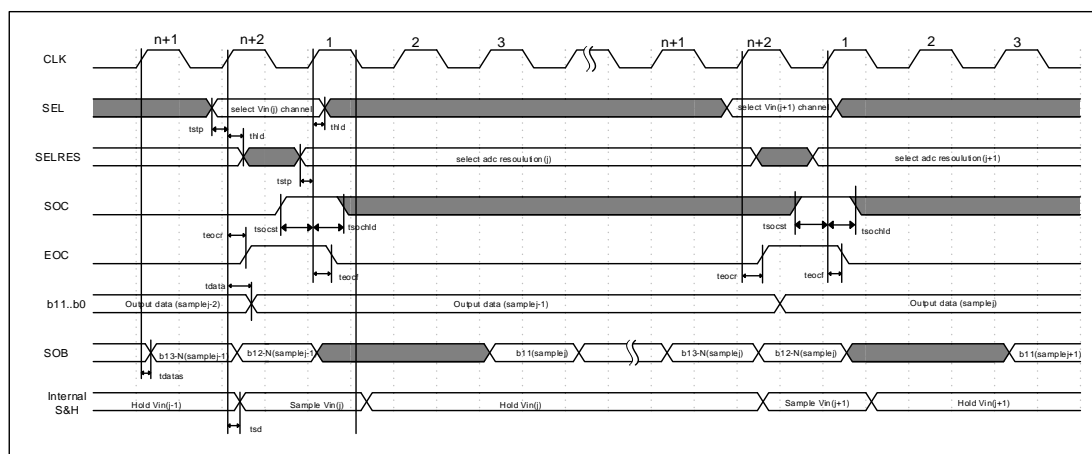 n+1 n+2 1 2 3 n+1 n+2 1 2 3
CLK
SEL select Vin(j) channel select Vin(j+1) channel
tstp thld thld
SELRES select adc resoulution(j) select adc resoulution(j+1)
tstp
SOC
tsocst tsochld tsocst tsochld
teocr
EOC
teocf teocr teocf
tdata
b11..b0 Output data (samplej-2) Output data (samplej-1) Output data (samplej)
SOB b13-N(samplej-1) b12-N(samplej-1) b11(samplej) b13-N(samplej) b12-N(samplej) b11(samplej+1)
tdatas
Internal
S&H Hold Vin(j-1) Sample Vin(j) Hold Vin(j) Sample Vin(j+1) Hold Vin(j+1)
tsd